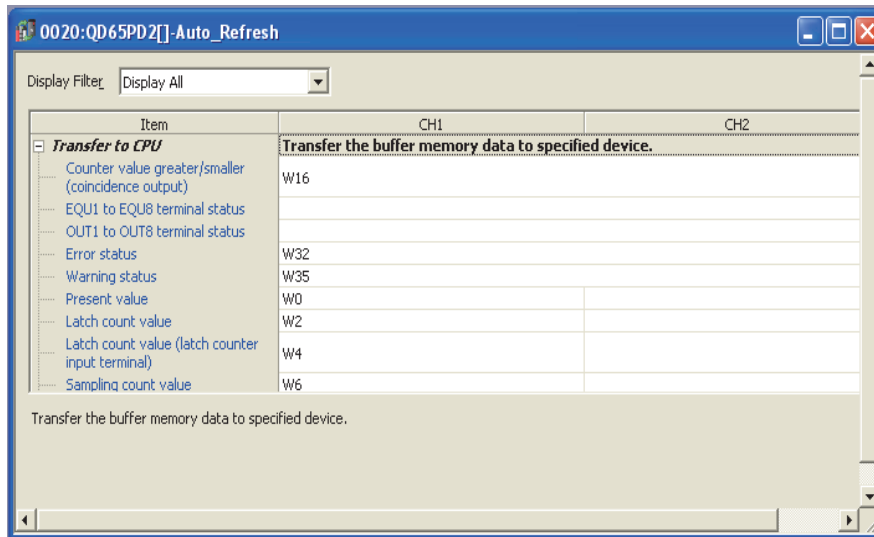 0020:QD65PD2[]-Auto_Refresh
Display Filter Display All
Item CH1 CH2
Transfer to CPU Transfer the buffer memory data to specified device.
Counter value greater/smaller
(coincidence output) W16
EQU1 to EQU8 terminal status
OUT1 to OUT8 terminal status
Error status W32
Warning status W35
Present value W0
Latch count value W2
Latch count value (latch counter
input terminal) W4
Sampling count value W6
Transfer the buffer memory data to specified device.